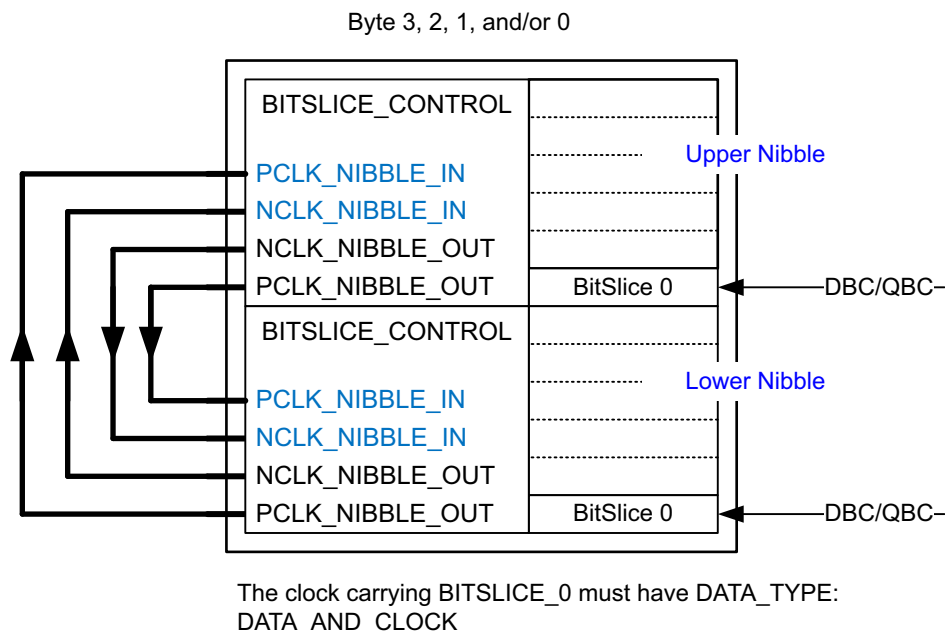 Byte 3, 2, 1, and/or 0
BITSLICE_CONTROL
Upper Nibble
PCLK_NIBBLE_IN
NCLK_NIBBLE_IN
NCLK_NIBBLE_OUT
PCLK_NIBBLE_OUT BitSlice 0 DBC/QBC
BITSLICE_CONTROL
Lower Nibble
PCLK_NIBBLE_IN
NCLK_NIBBLE_IN
NCLK_NIBBLE_OUT
PCLK_NIBBLE_OUT BitSlice 0 DBC/QBC
The clock carrying BITSLICE_0 must have DATA_TYPE:
DATA_AND_CLOCK